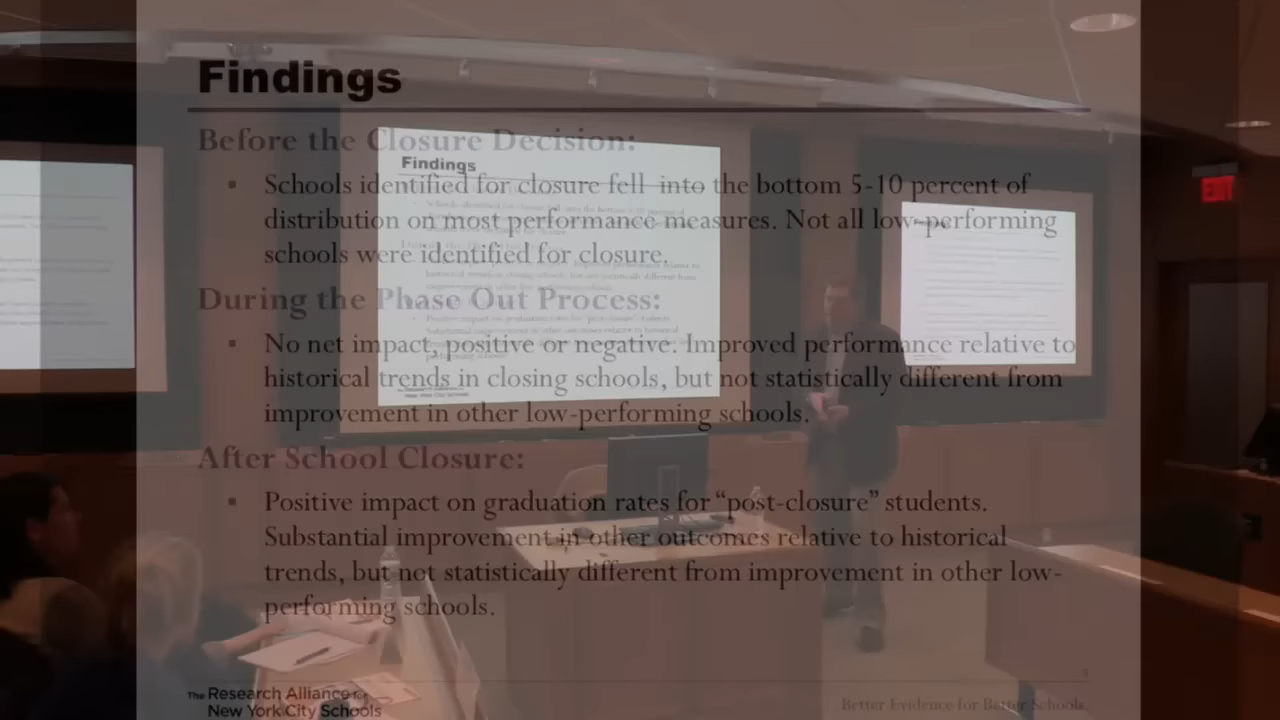 Findings
Before the Closure Decision:
▪ Schools identified for closure fell into the bottom 5-10 percent of
distribution on most performance measures. Not all low-performing
schools were identified for closure.
During the Phase Out Process:
▪ No net impact, positive or negative. Improved performance relative to
historical trends in closing schools, but not statistically different from
improvement in other low-performing schools.
After School Closure:
▪ Positive impact on graduation rates for “post-closure” students.
Substantial improvement in other outcomes relative to historical
trends, but not statistically different from improvement in other low-
performing schools.
The Research Alliance for
New York City Schools
Better Evidence for Better Schools.
Findings
EXIT